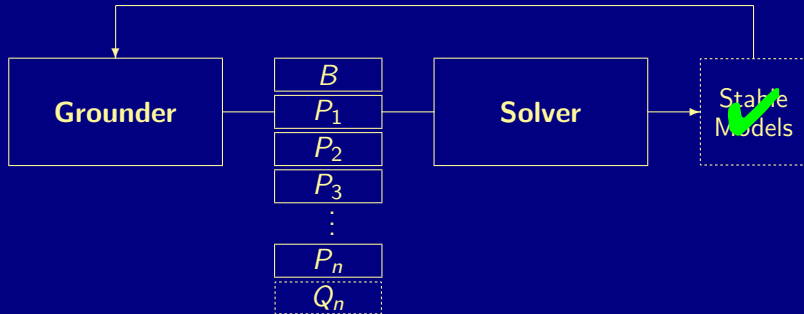 Grounder
B
P1
P2
P3
⋮
Pn
Qn
Solver
Stable
Models